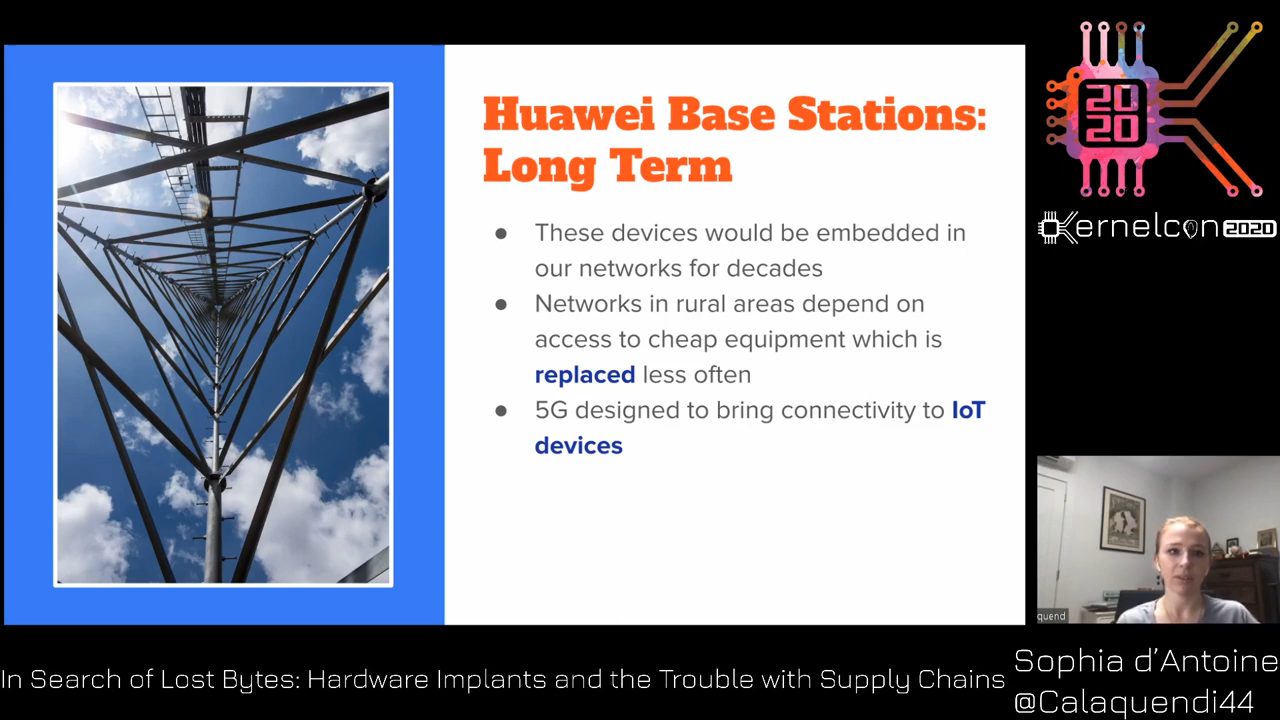 Huawei Base Stations:
Long Term
● These devices would be embedded in
our networks for decades
● Networks in rural areas depend on
access to cheap equipment which is
replaced less often
● 5G designed to bring connectivity to IoT
devices
20
20
Kernelcon 2020
quend
In Search of Lost Bytes: Hardware Implants and the Trouble with Supply Chains
Sophia d'Antoine
@Calaquendi44